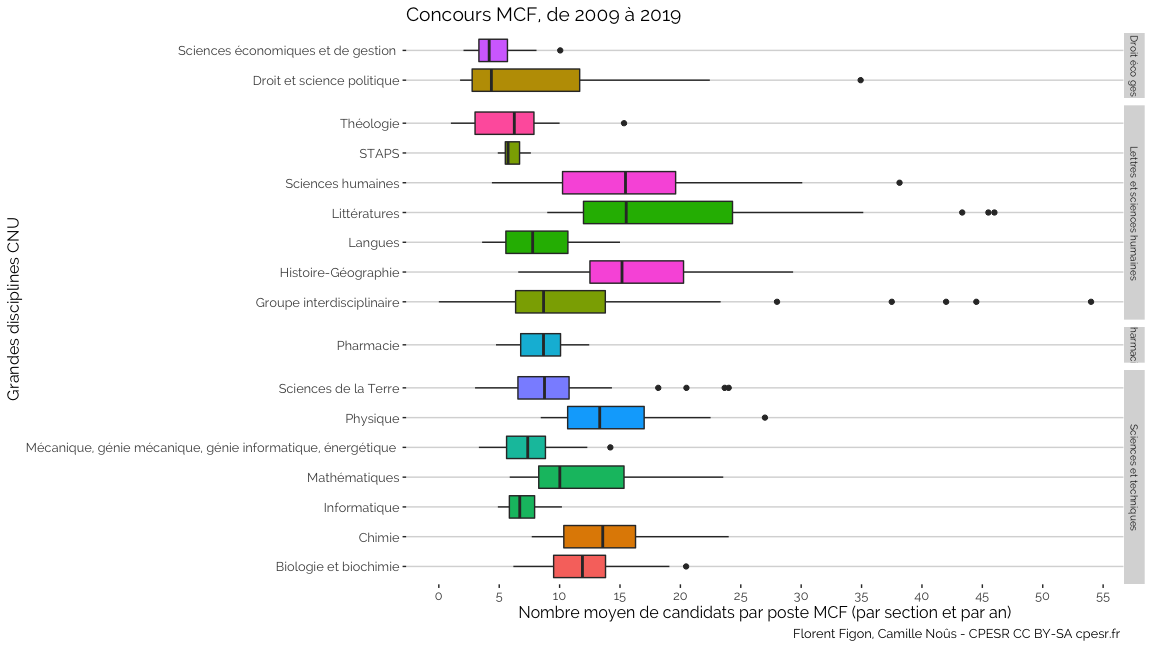 Concours MCF, de 2009 à 2019
Grandes disciplines CNU
Sciences économiques et de gestion
Droit et science politique
Droit éco ges
Théologie
STAPS
Sciences humaines
Littératures
Langues
Histoire-Géographie
Groupe interdisciplinaire
Lettres et sciences humaines
Pharmacie
harmac
Sciences de la Terre
Physique
Mécanique, génie mécanique, génie informatique, énergétique
Mathématiques
Informatique
Chimie
Biologie et biochimie
Sciences et techniques
0 5 10 15 20 25 30 35 40 45 50 55
Nombre moyen de candidats par poste MCF (par section et par an)
Florent Figon, Camille Noûs - CPESR CC BY-SA cpesr.fr